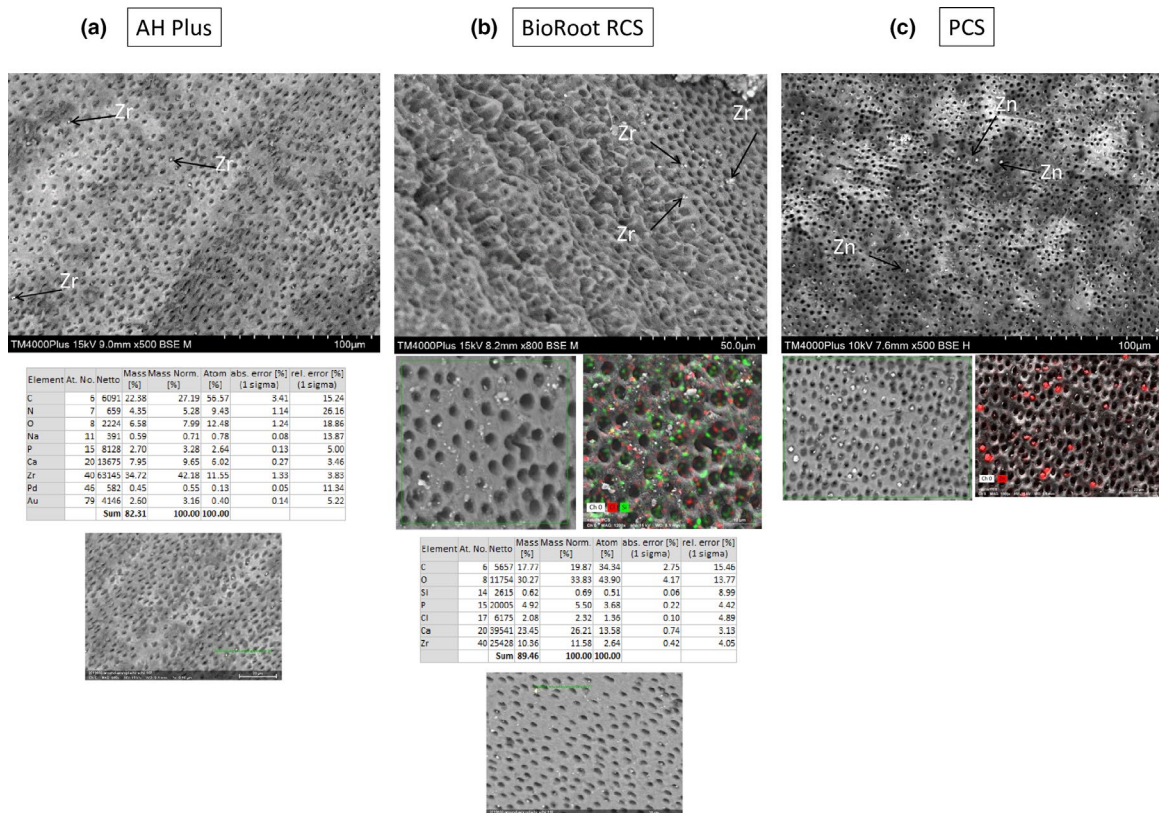 (a) AH Plus
(b) BioRoot RCS
(c) PCS
Zr
Zr
Zr
TM4000Plus 15kV 9.0mm x500 BSE M 100µm
Zr
Zr
Zr
TM4000Plus 15kV 8.2mm x800 BSE M 50.0µm
Zn
Zn
Zn
TM4000Plus 10kV 7.6mm x500 BSE H 100µm
Element At. No. Netto Mass [%] Mass Norm. [%] Atom [%] abs. error [%] (1 sigma) rel. error [%] (1 sigma)
C 6 6091 22.38 27.19 56.57 3.41 15.24
N 7 659 4.35 5.28 9.43 1.14 26.16
O 8 2224 6.58 7.99 12.48 1.24 18.86
Na 11 391 0.59 0.71 0.78 0.08 13.87
P 15 8128 2.70 3.28 2.64 0.13 5.00
Ca 20 13675 7.95 9.65 6.02 0.27 3.46
Zr 40 63145 34.72 42.18 11.55 1.33 3.83
Pd 46 582 0.45 0.55 0.13 0.05 11.34
Au 79 4146 2.60 3.16 0.40 0.14 5.22
Sum 82.31 100.00 100.00
Ch 0 Si
Ch 0
Element At. No. Netto Mass [%] Mass Norm. [%] Atom [%] abs. error [%] (1 sigma) rel. error [%] (1 sigma)
C 6 5657 17.77 19.87 34.34 2.75 15.46
O 8 11754 30.27 33.83 43.90 4.17 13.77
Si 14 2615 0.62 0.69 0.51 0.06 8.99
P 15 20005 4.92 5.50 3.68 0.22 4.42
Cl 17 6175 2.08 2.32 1.36 0.10 4.89
Ca 20 39541 23.45 26.21 13.58 0.74 3.13
Zr 40 25428 10.36 11.58 2.64 0.42 4.05
Sum 89.46 100.00 100.00